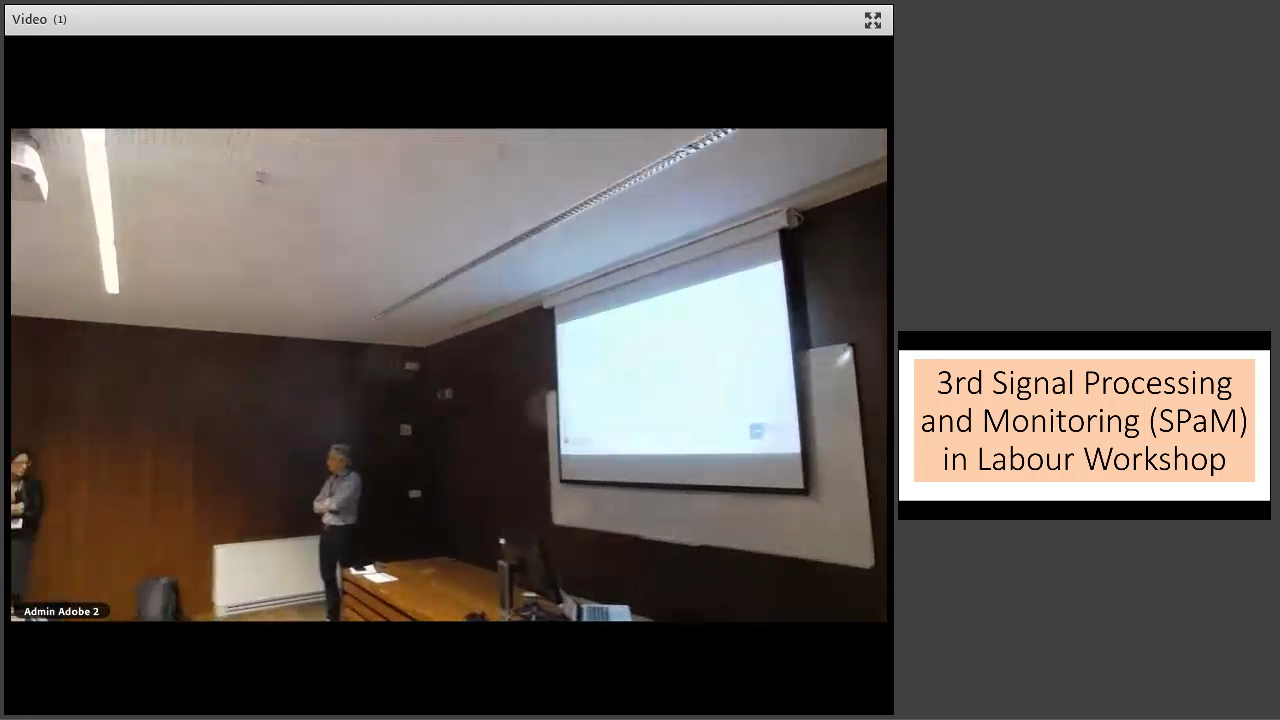 Video (1)
Admin Adobe 2
3rd Signal Processing
and Monitoring (SPaM)
in Labour Workshop